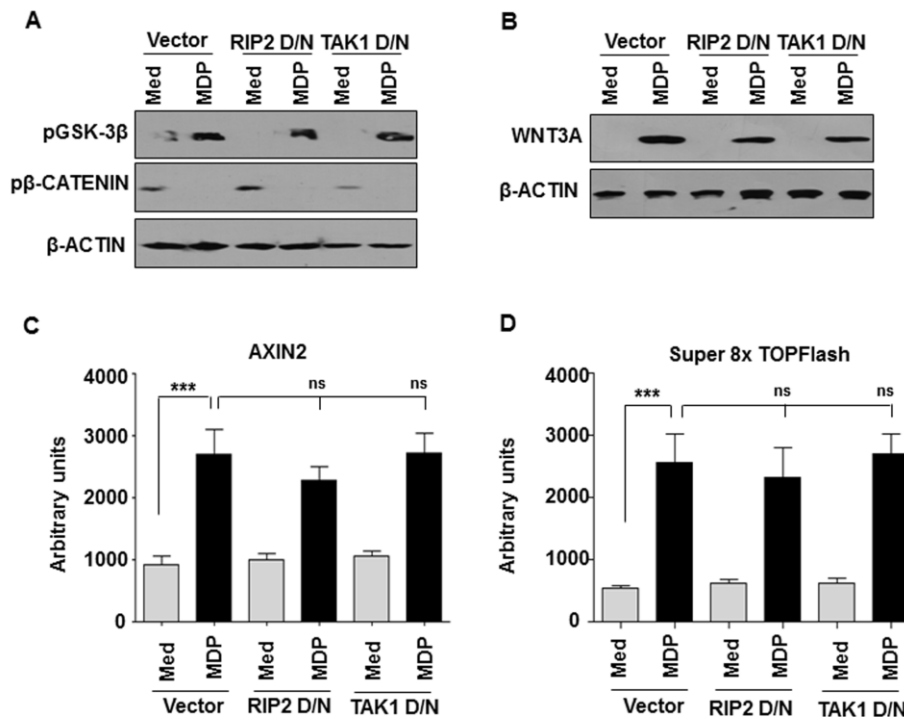 A
Vector RIP2 D/N TAK1 D/N
Med MDP Med MDP Med MDP
pGSK-3β
pβ-CATENIN
β-ACTIN
B
Vector RIP2 D/N TAK1 D/N
Med MDP Med MDP Med MDP
WNT3A
β-ACTIN
C
AXIN2
Arbitrary units
4000
3000
2000
1000
0
*** ns ns
Med MDP Med MDP Med MDP
Vector RIP2 D/N TAK1 D/N
D
Super 8x TOPFlash
Arbitrary units
4000
3000
2000
1000
0
*** ns ns
Med MDP Med MDP Med MDP
Vector RIP2 D/N TAK1 D/N